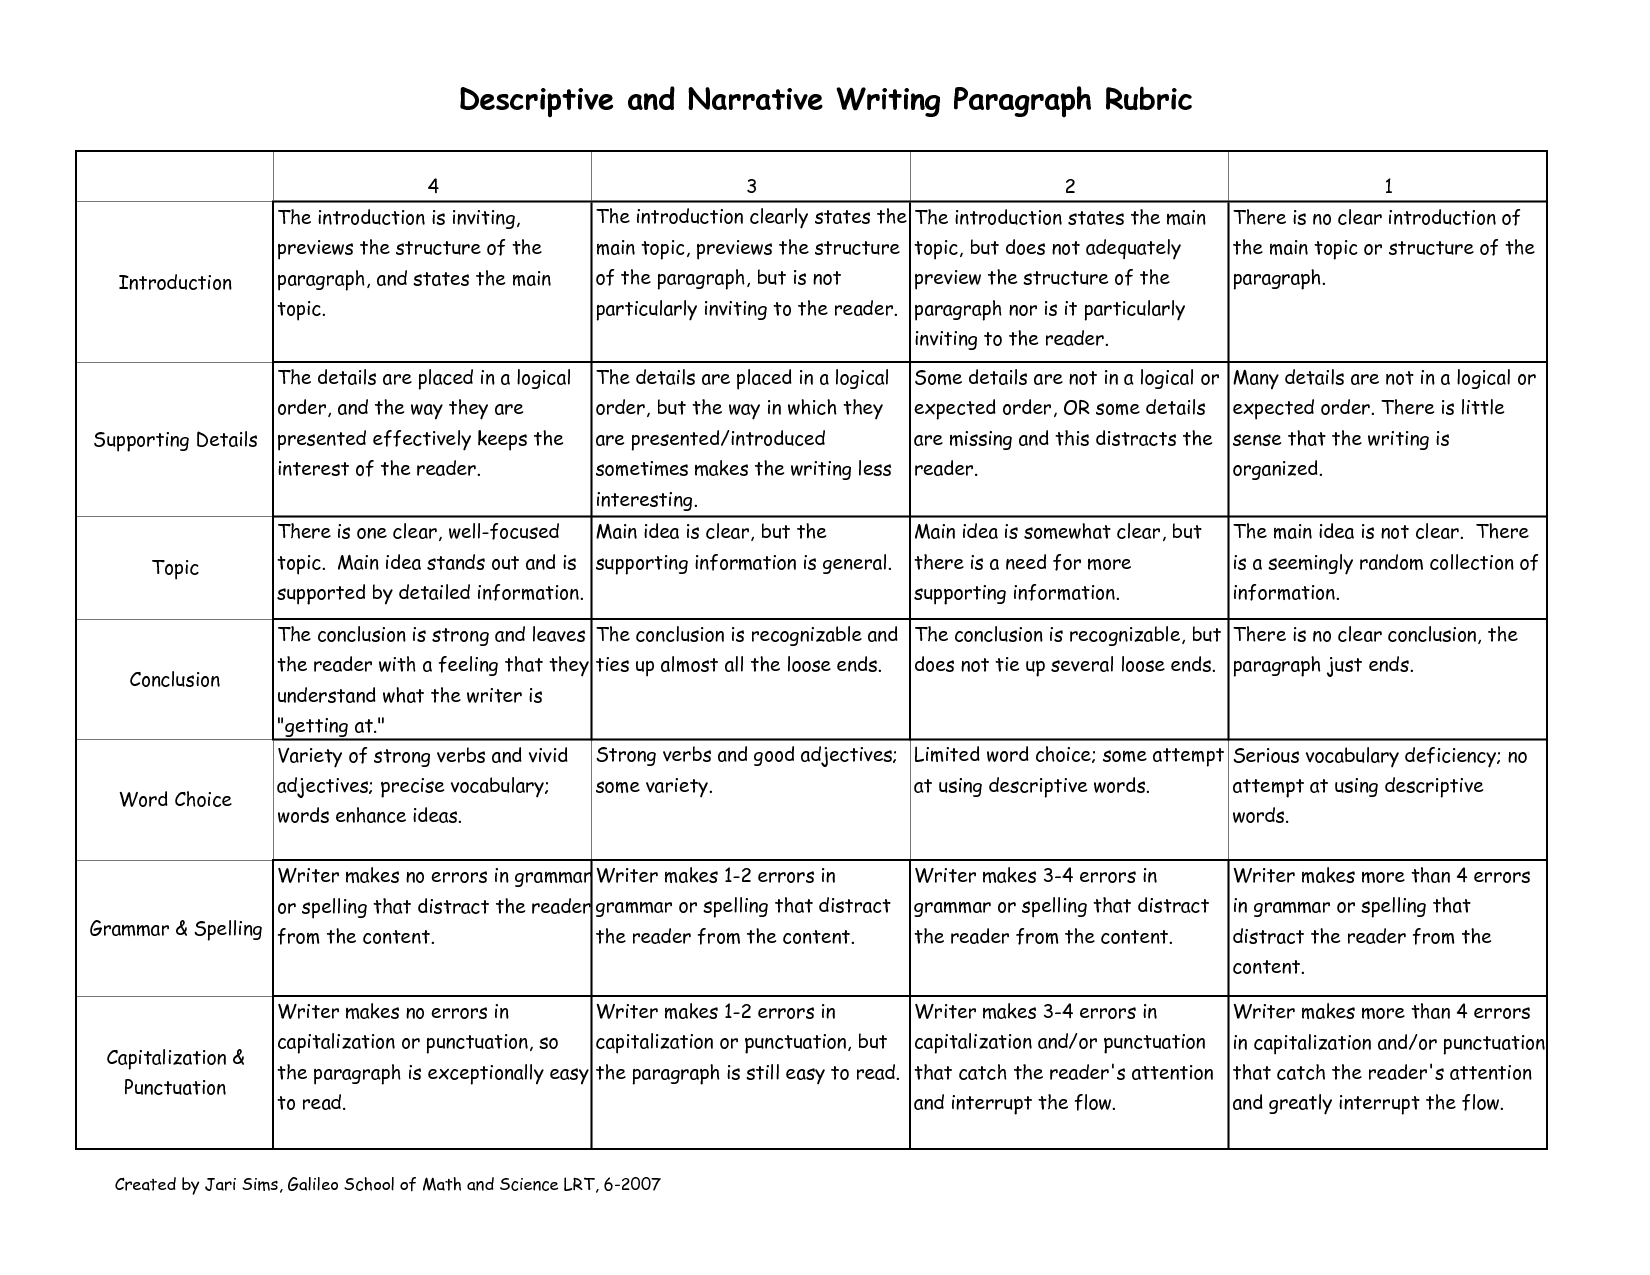 Descriptive and Narrative Writing Paragraph Rubric
4
3
2
1
Introduction
The introduction is inviting,
previews the structure of the
paragraph, and states the main
topic.
The introduction clearly states the
main topic, previews the structure
of the paragraph, but is not
particularly inviting to the reader.
The introduction states the main
topic, but does not adequately
preview the structure of the
paragraph nor is it particularly
inviting to the reader.
There is no clear introduction of
the main topic or structure of the
paragraph.
Supporting Details
The details are placed in a logical
order, and the way they are
presented effectively keeps the
interest of the reader.
The details are placed in a logical
order, but the way in which they
are presented/introduced
sometimes makes the writing less
interesting.
Some details are not in a logical or
expected order, OR some details
are missing and this distracts the
reader.
Many details are not in a logical or
expected order. There is little
sense that the writing is
organized.
Topic
There is one clear, well-focused
topic.  Main idea stands out and is
supported by detailed information.
Main idea is clear, but the
supporting information is general.
Main idea is somewhat clear, but
there is a need for more
supporting information.
The main idea is not clear.  There
is a seemingly random collection of
information.
Conclusion
The conclusion is strong and leaves
the reader with a feeling that they
understand what the writer is
"getting at."
The conclusion is recognizable and
ties up almost all the loose ends.
The conclusion is recognizable, but
does not tie up several loose ends.
There is no clear conclusion, the
paragraph just ends.
Word Choice
Variety of strong verbs and vivid
adjectives; precise vocabulary;
words enhance ideas.
Strong verbs and good adjectives;
some variety.
Limited word choice; some attempt
at using descriptive words.
Serious vocabulary deficiency; no
attempt at using descriptive
words.
Grammar & Spelling
Writer makes no errors in grammar
or spelling that distract the reader
from the content.
Writer makes 1-2 errors in
grammar or spelling that distract
the reader from the content.
Writer makes 3-4 errors in
grammar or spelling that distract
the reader from the content.
Writer makes more than 4 errors
in grammar or spelling that
distract the reader from the
content.
Capitalization &
Punctuation
Writer makes no errors in
capitalization or punctuation, so
the paragraph is exceptionally easy
to read.
Writer makes 1-2 errors in
capitalization or punctuation, but
the paragraph is still easy to read.
Writer makes 3-4 errors in
capitalization and/or punctuation
that catch the reader's attention
and interrupt the flow.
Writer makes more than 4 errors
in capitalization and/or punctuation
that catch the reader's attention
and greatly interrupt the flow.
Created by Jari Sims, Galileo School of Math and Science LRT, 6-2007